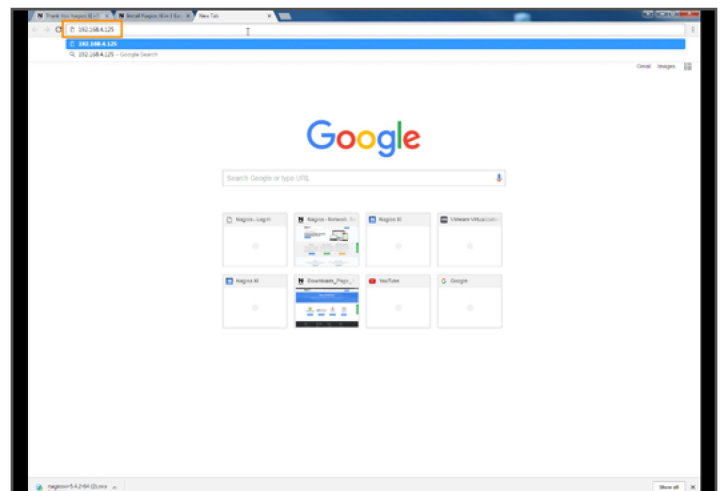 Thank You Nagios XI
Install Nagios XI in
New Tab
192.168.4.125
192.168.4.125
192.168.4.125 - Google Search
Gmail Images
Google
Search Google or type URL
Nagios - Log In
Nagios - Network
Nagios XI
VMware
Nagios XI
Downloads
YouTube
Google
Show all